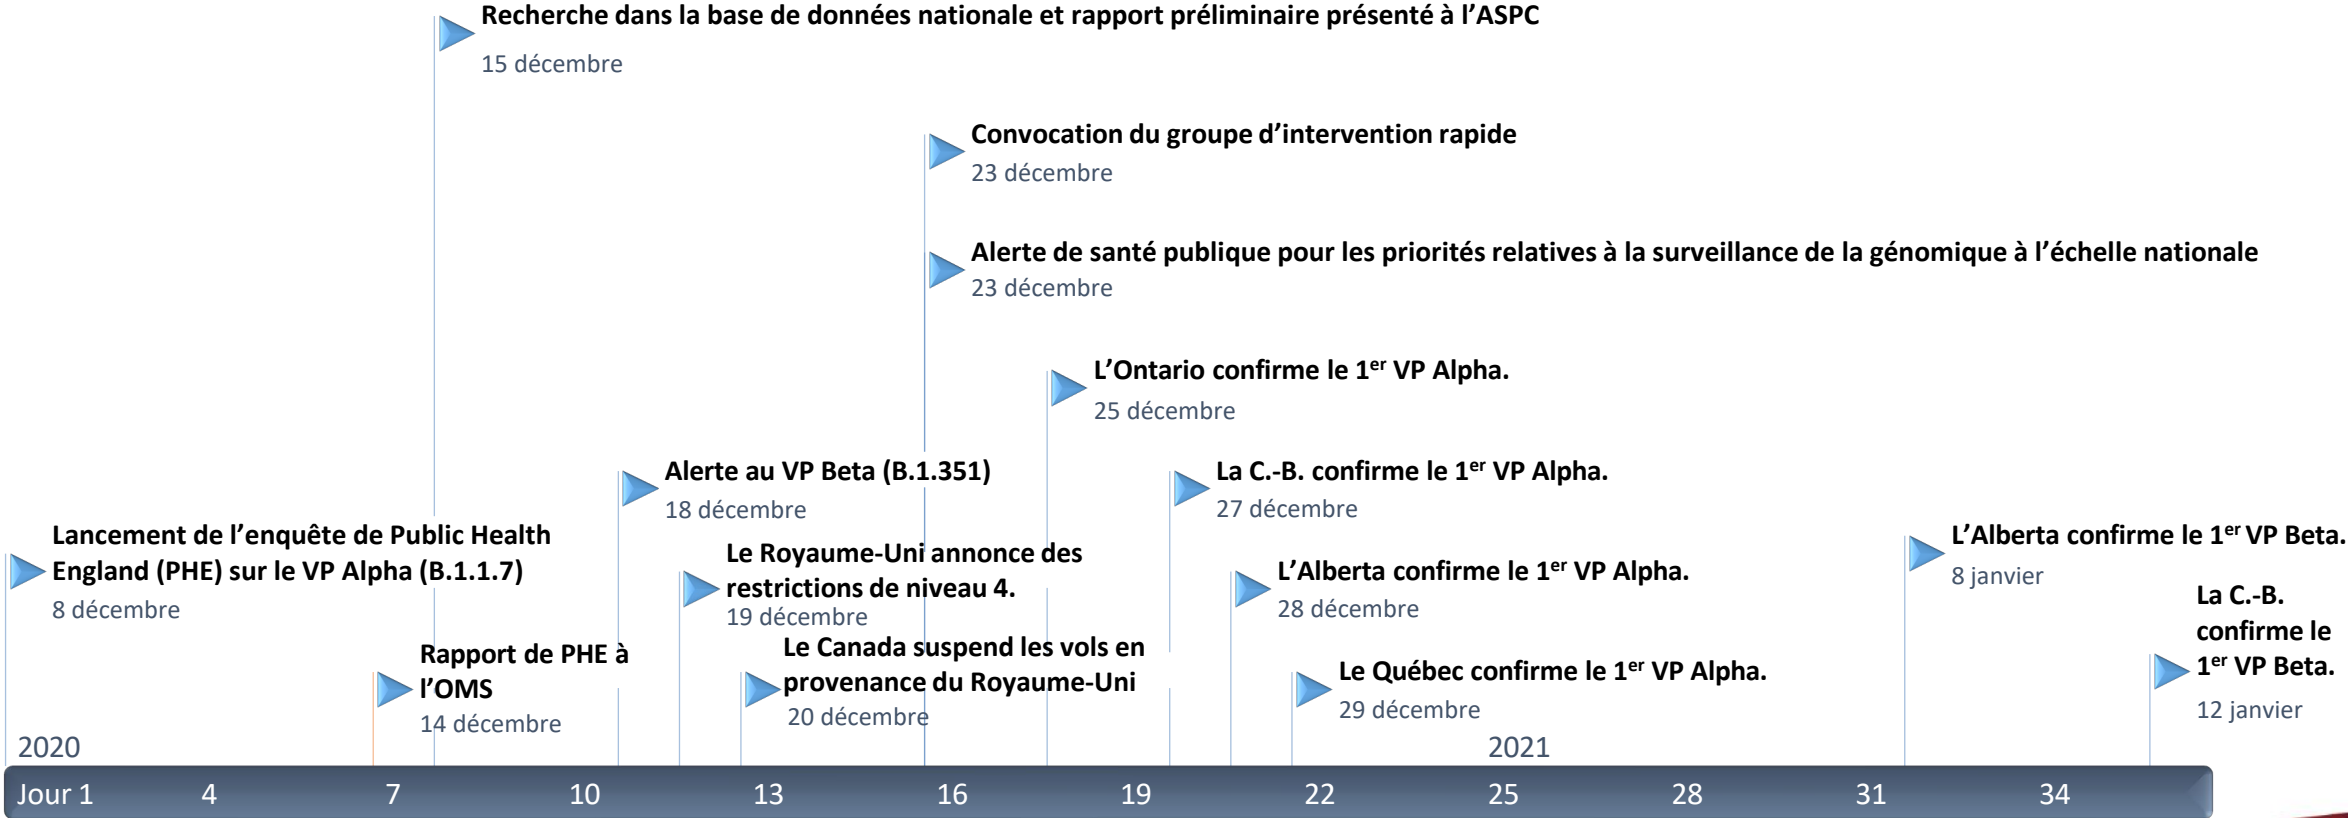 Recherche dans la base de données nationale et rapport préliminaire présenté à l’ASPC
15 décembre
Convocation du groupe d’intervention rapide
23 décembre
Alerte de santé publique pour les priorités relatives à la surveillance de la génomique à l’échelle nationale
23 décembre
L’Ontario confirme le 1er VP Alpha.
25 décembre
Alerte au VP Beta (B.1.351)
18 décembre
La C.-B. confirme le 1er VP Alpha.
27 décembre
Lancement de l’enquête de Public Health
England (PHE) sur le VP Alpha (B.1.1.7)
8 décembre
Le Royaume-Uni annonce des
restrictions de niveau 4.
19 décembre
L’Alberta confirme le 1er VP Alpha.
28 décembre
L’Alberta confirme le 1er VP Beta.
8 janvier
La C.-B.
confirme le
1er VP Beta.
12 janvier
Rapport de PHE à
l’OMS
14 décembre
Le Canada suspend les vols en
provenance du Royaume-Uni
20 décembre
Le Québec confirme le 1er VP Alpha.
29 décembre
2020
2021
Jour 1 4 7 10 13 16 19 22 25 28 31 34